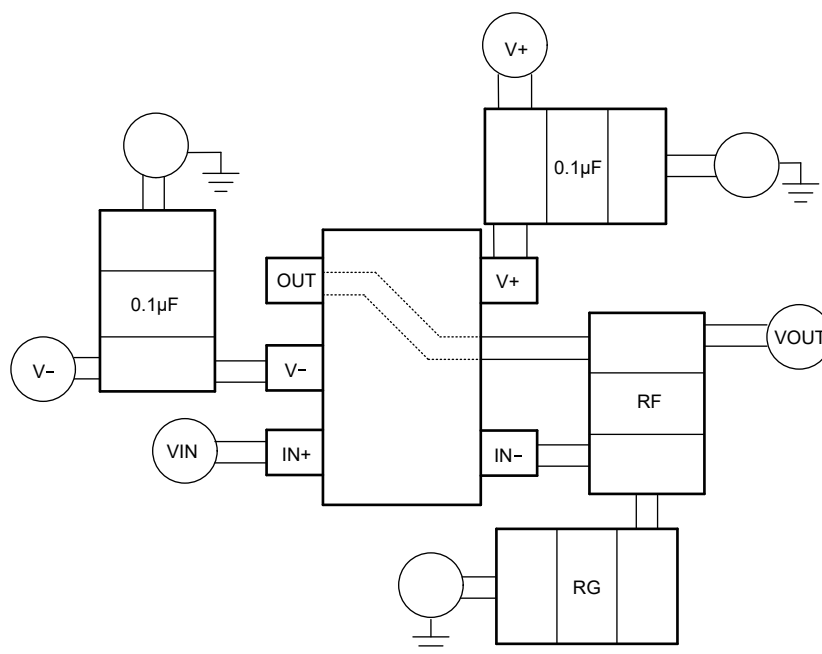 V+
0.1µF
0.1µF
OUT
V+
VOUT
V−
V−
RF
VIN
IN+
IN−
RG